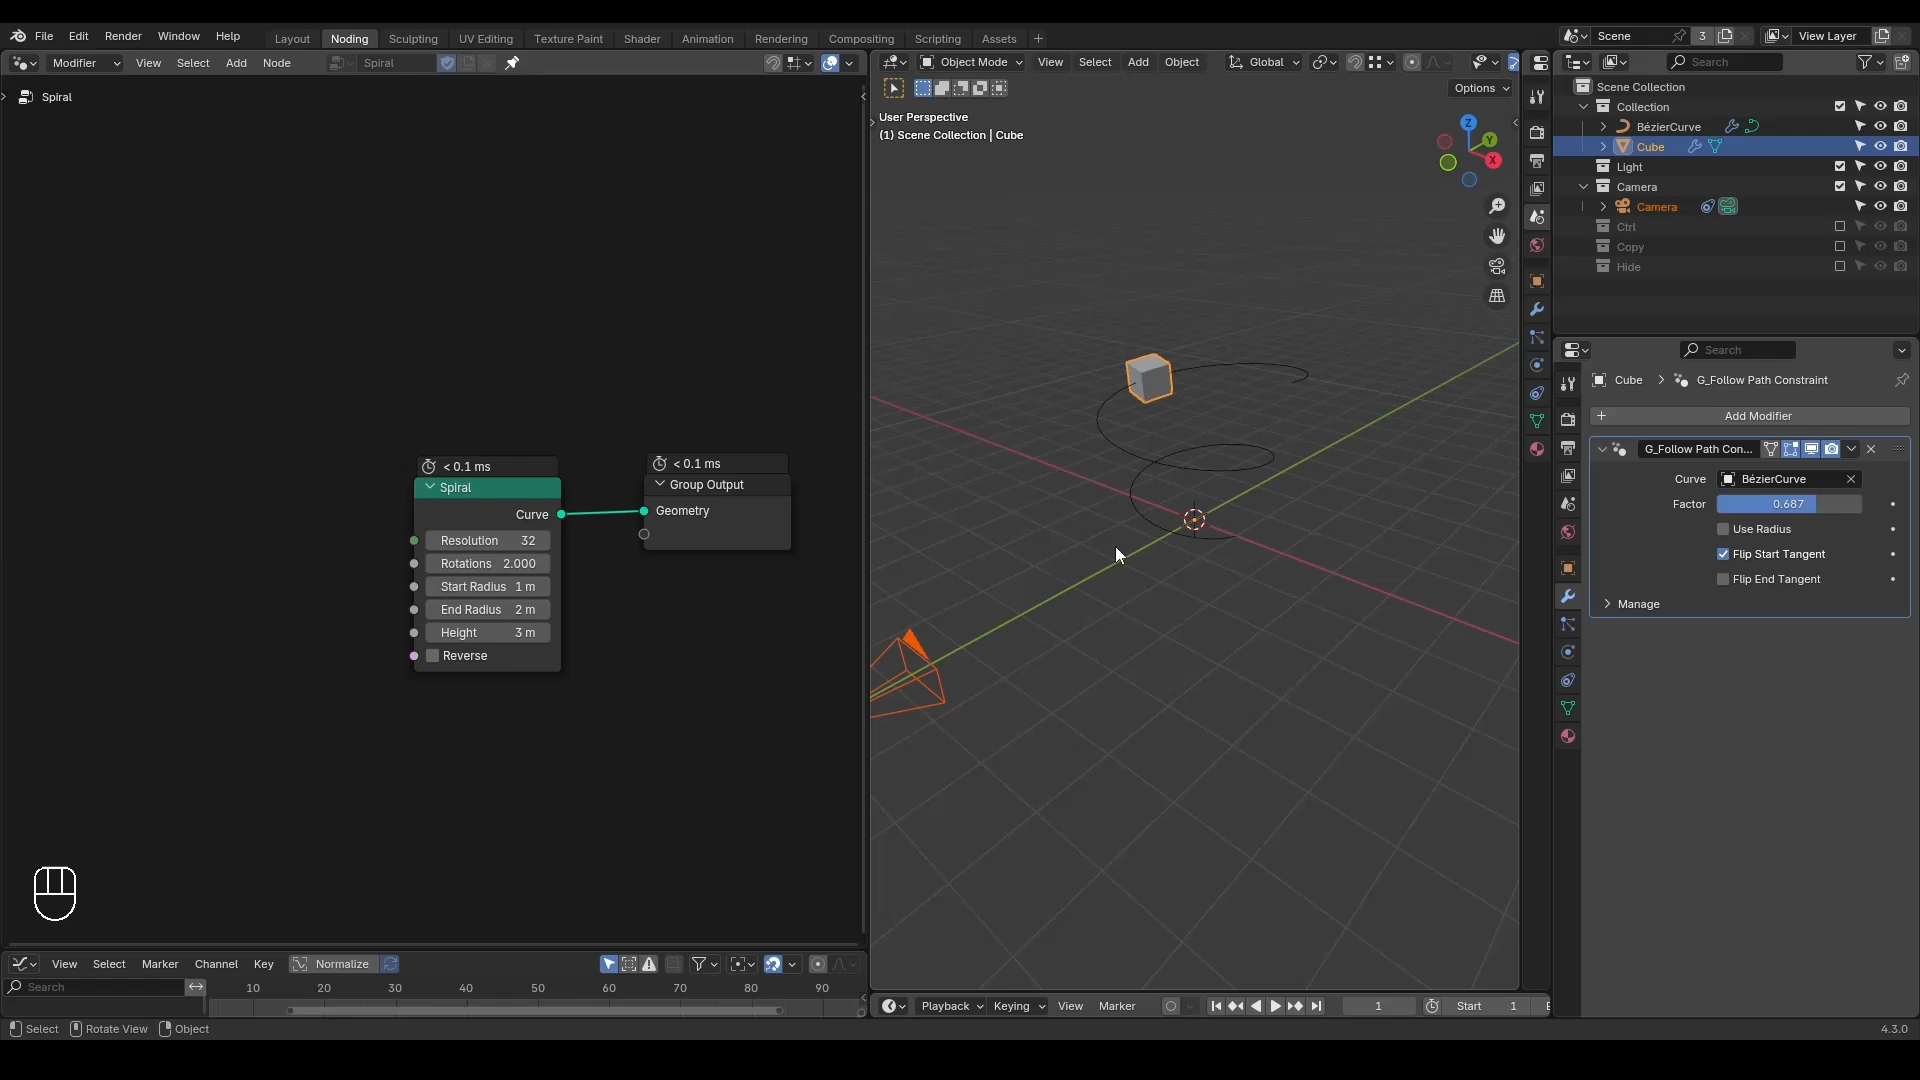 File Edit Render Window Help Layout Noding Sculpting UV Editing Texture Paint Shader Animation Rendering Compositing Scripting Assets + Scene 3 View Layer
Modifier View Select Add Node Spiral
Object Mode View Select Add Object Global
Search
Spiral
Options
User Perspective
(1) Scene Collection | Cube
Z
Y
X
Scene Collection
Collection
BézierCurve
Cube
Light
Camera
Camera
Ctrl
Copy
Hide
Search
Cube > G_Follow Path Constraint
+ Add Modifier
G_Follow Path Con...
Curve BézierCurve
Factor 0.687
Use Radius
Flip Start Tangent
Flip End Tangent
Manage
< 0.1 ms
Spiral
Curve
Resolution 32
Rotations 2.000
Start Radius 1 m
End Radius 2 m
Height 3 m
Reverse
< 0.1 ms
Group Output
Geometry
View Select Marker Channel Key Normalize
Search
10 20 30 40 50 60 70 80 90
Playback Keying View Marker 1 Start 1
Select Rotate View Object
4.3.0